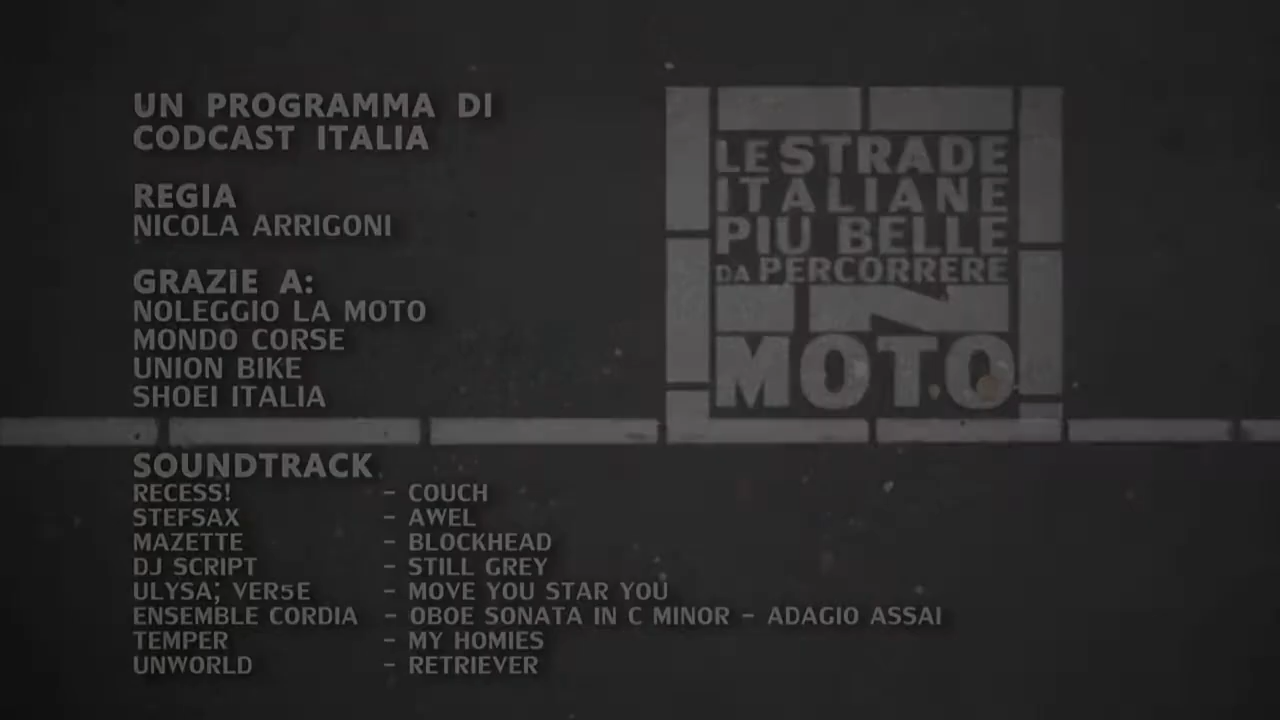 UN PROGRAMMA DI
CODCAST ITALIA
REGIA
NICOLA ARRIGONI
GRAZIE A:
NOLEGGIO LA MOTO
MONDO CORSE
UNION BIKE
SHOEI ITALIA
LE STRADE
ITALIANE
PIÙ BELLE
DA PERCORRERE
IN
MOTO
SOUNDTRACK
RECESS! – COUCH
STEFSAX – AWEL
MAZETTE – BLOCKHEAD
DJ SCRIPT – STILL GREY
ULYSA; VER5E – MOVE YOU STAR YOU
ENSEMBLE CORDIA – OBOE SONATA IN C MINOR – ADAGIO ASSAI
TEMPER – MY HOMIES
UNWORLD – RETRIEVER